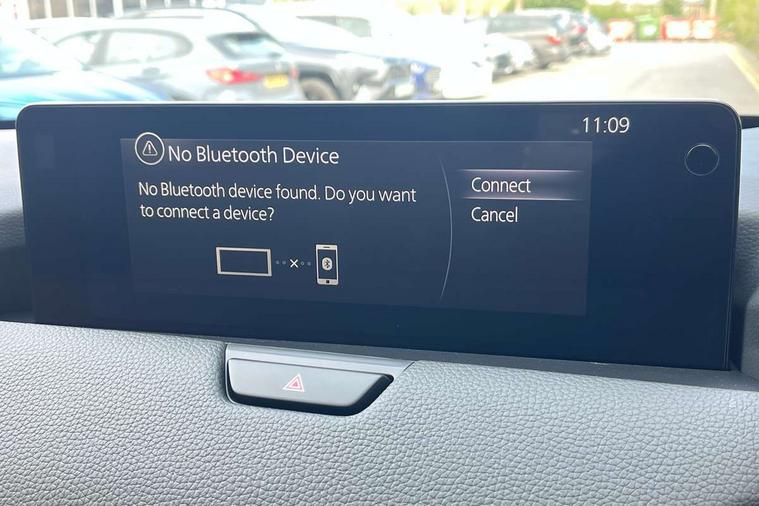 11:09
No Bluetooth Device
No Bluetooth device found. Do you want
to connect a device?
Connect
Cancel